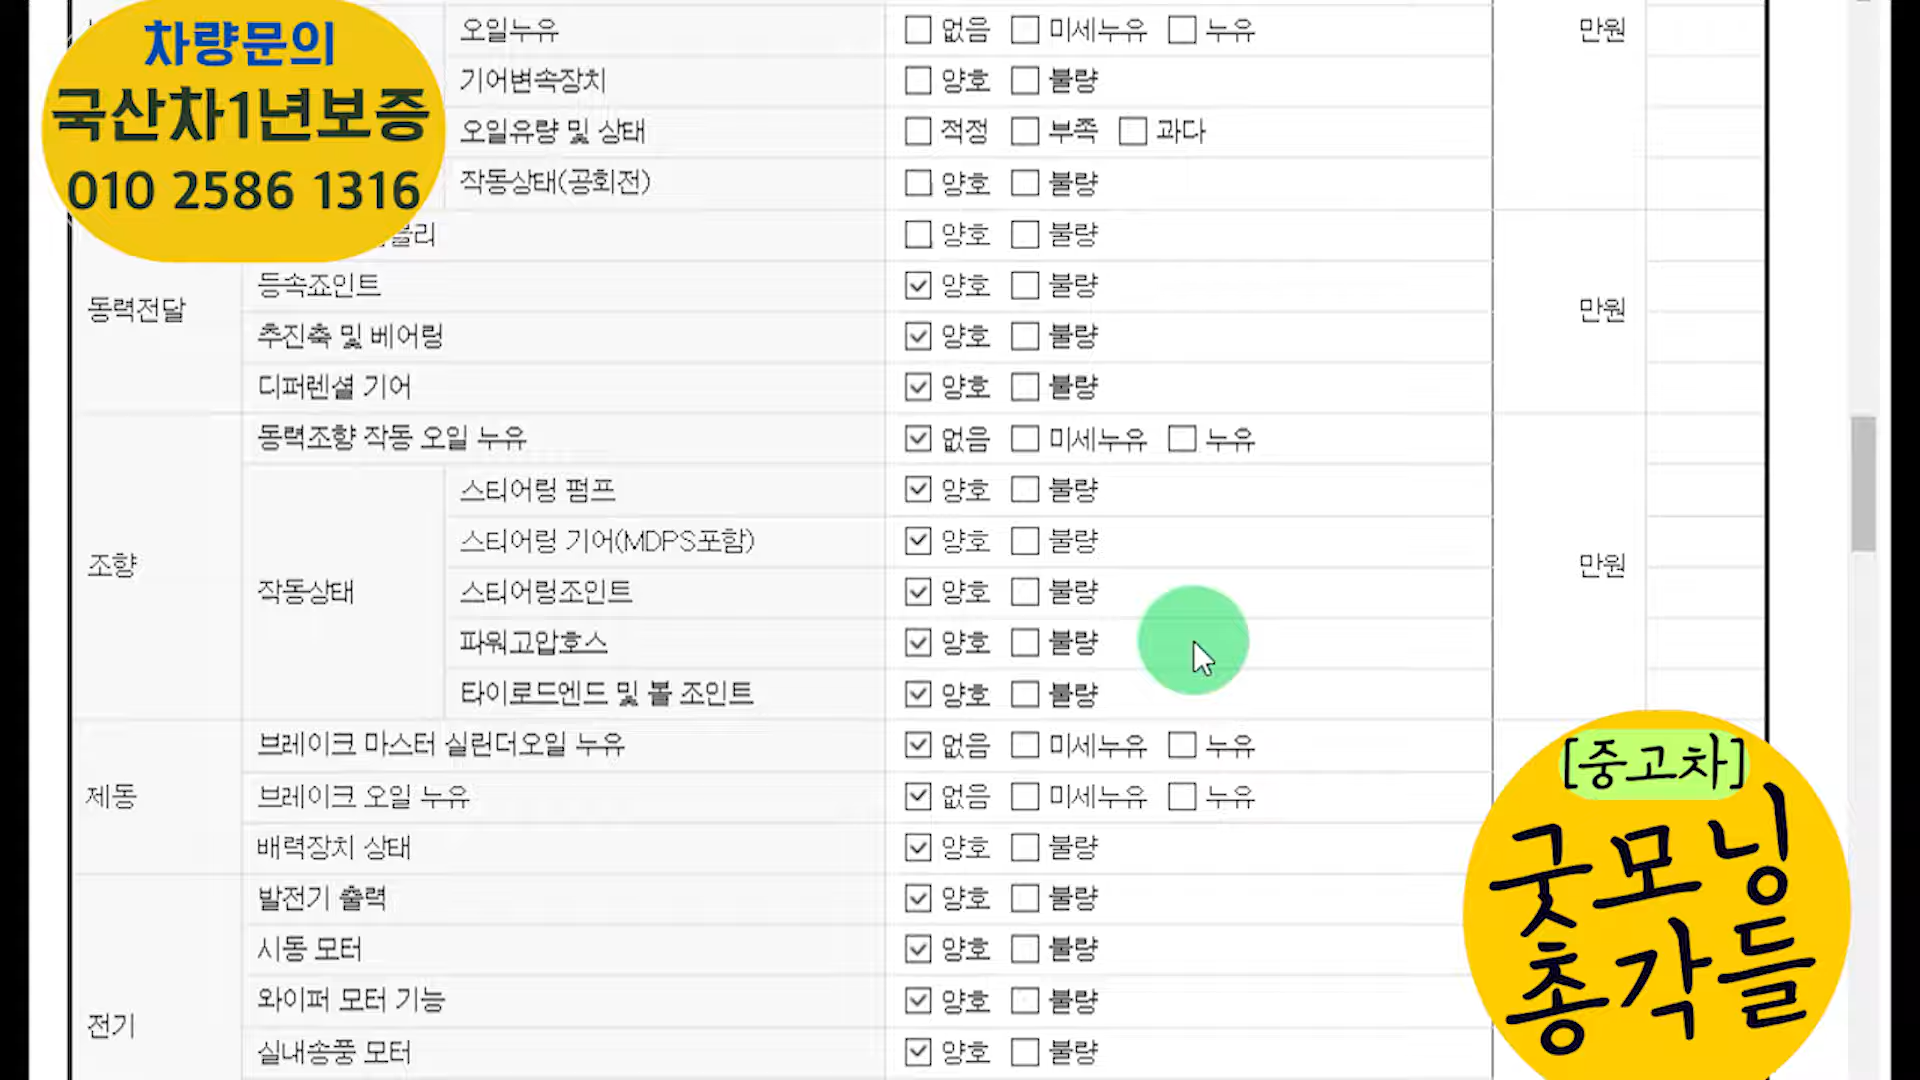 차량문의
국산차1년보증
010 2586 1316
오일누유 없음 미세누유 누유 만원
기어변속장치 양호 불량
오일유량 및 상태 적정 부족 과다
작동상태(공회전) 양호 불량
블리 양호 불량
동력전달
등속죠인트 양호 불량
추진축 및 베어링 양호 불량
만원
디퍼렌셜 기어 양호 불량
조향
동력조향 작동 오일 누유 없음 미세누유 누유
작동상태
스티어링 펌프 양호 불량
스티어링 기어(MDPS포함) 양호 불량
만원
스티어링조인트 양호 불량
파워고압호스 양호 불량
타이로드엔드 및 볼 조인트 양호 불량
제동
브레이크 마스터 실린더오일 누유 없음 미세누유 누유
브레이크 오일 누유 없음 미세누유 누유
배력장치 상태 양호 불량
전기
발전기 출력 양호 불량
시동 모터 양호 불량
와이퍼 모터 기능 양호 불량
실내송풍 모터 양호 불량
[중고차]
굿모닝
총각들